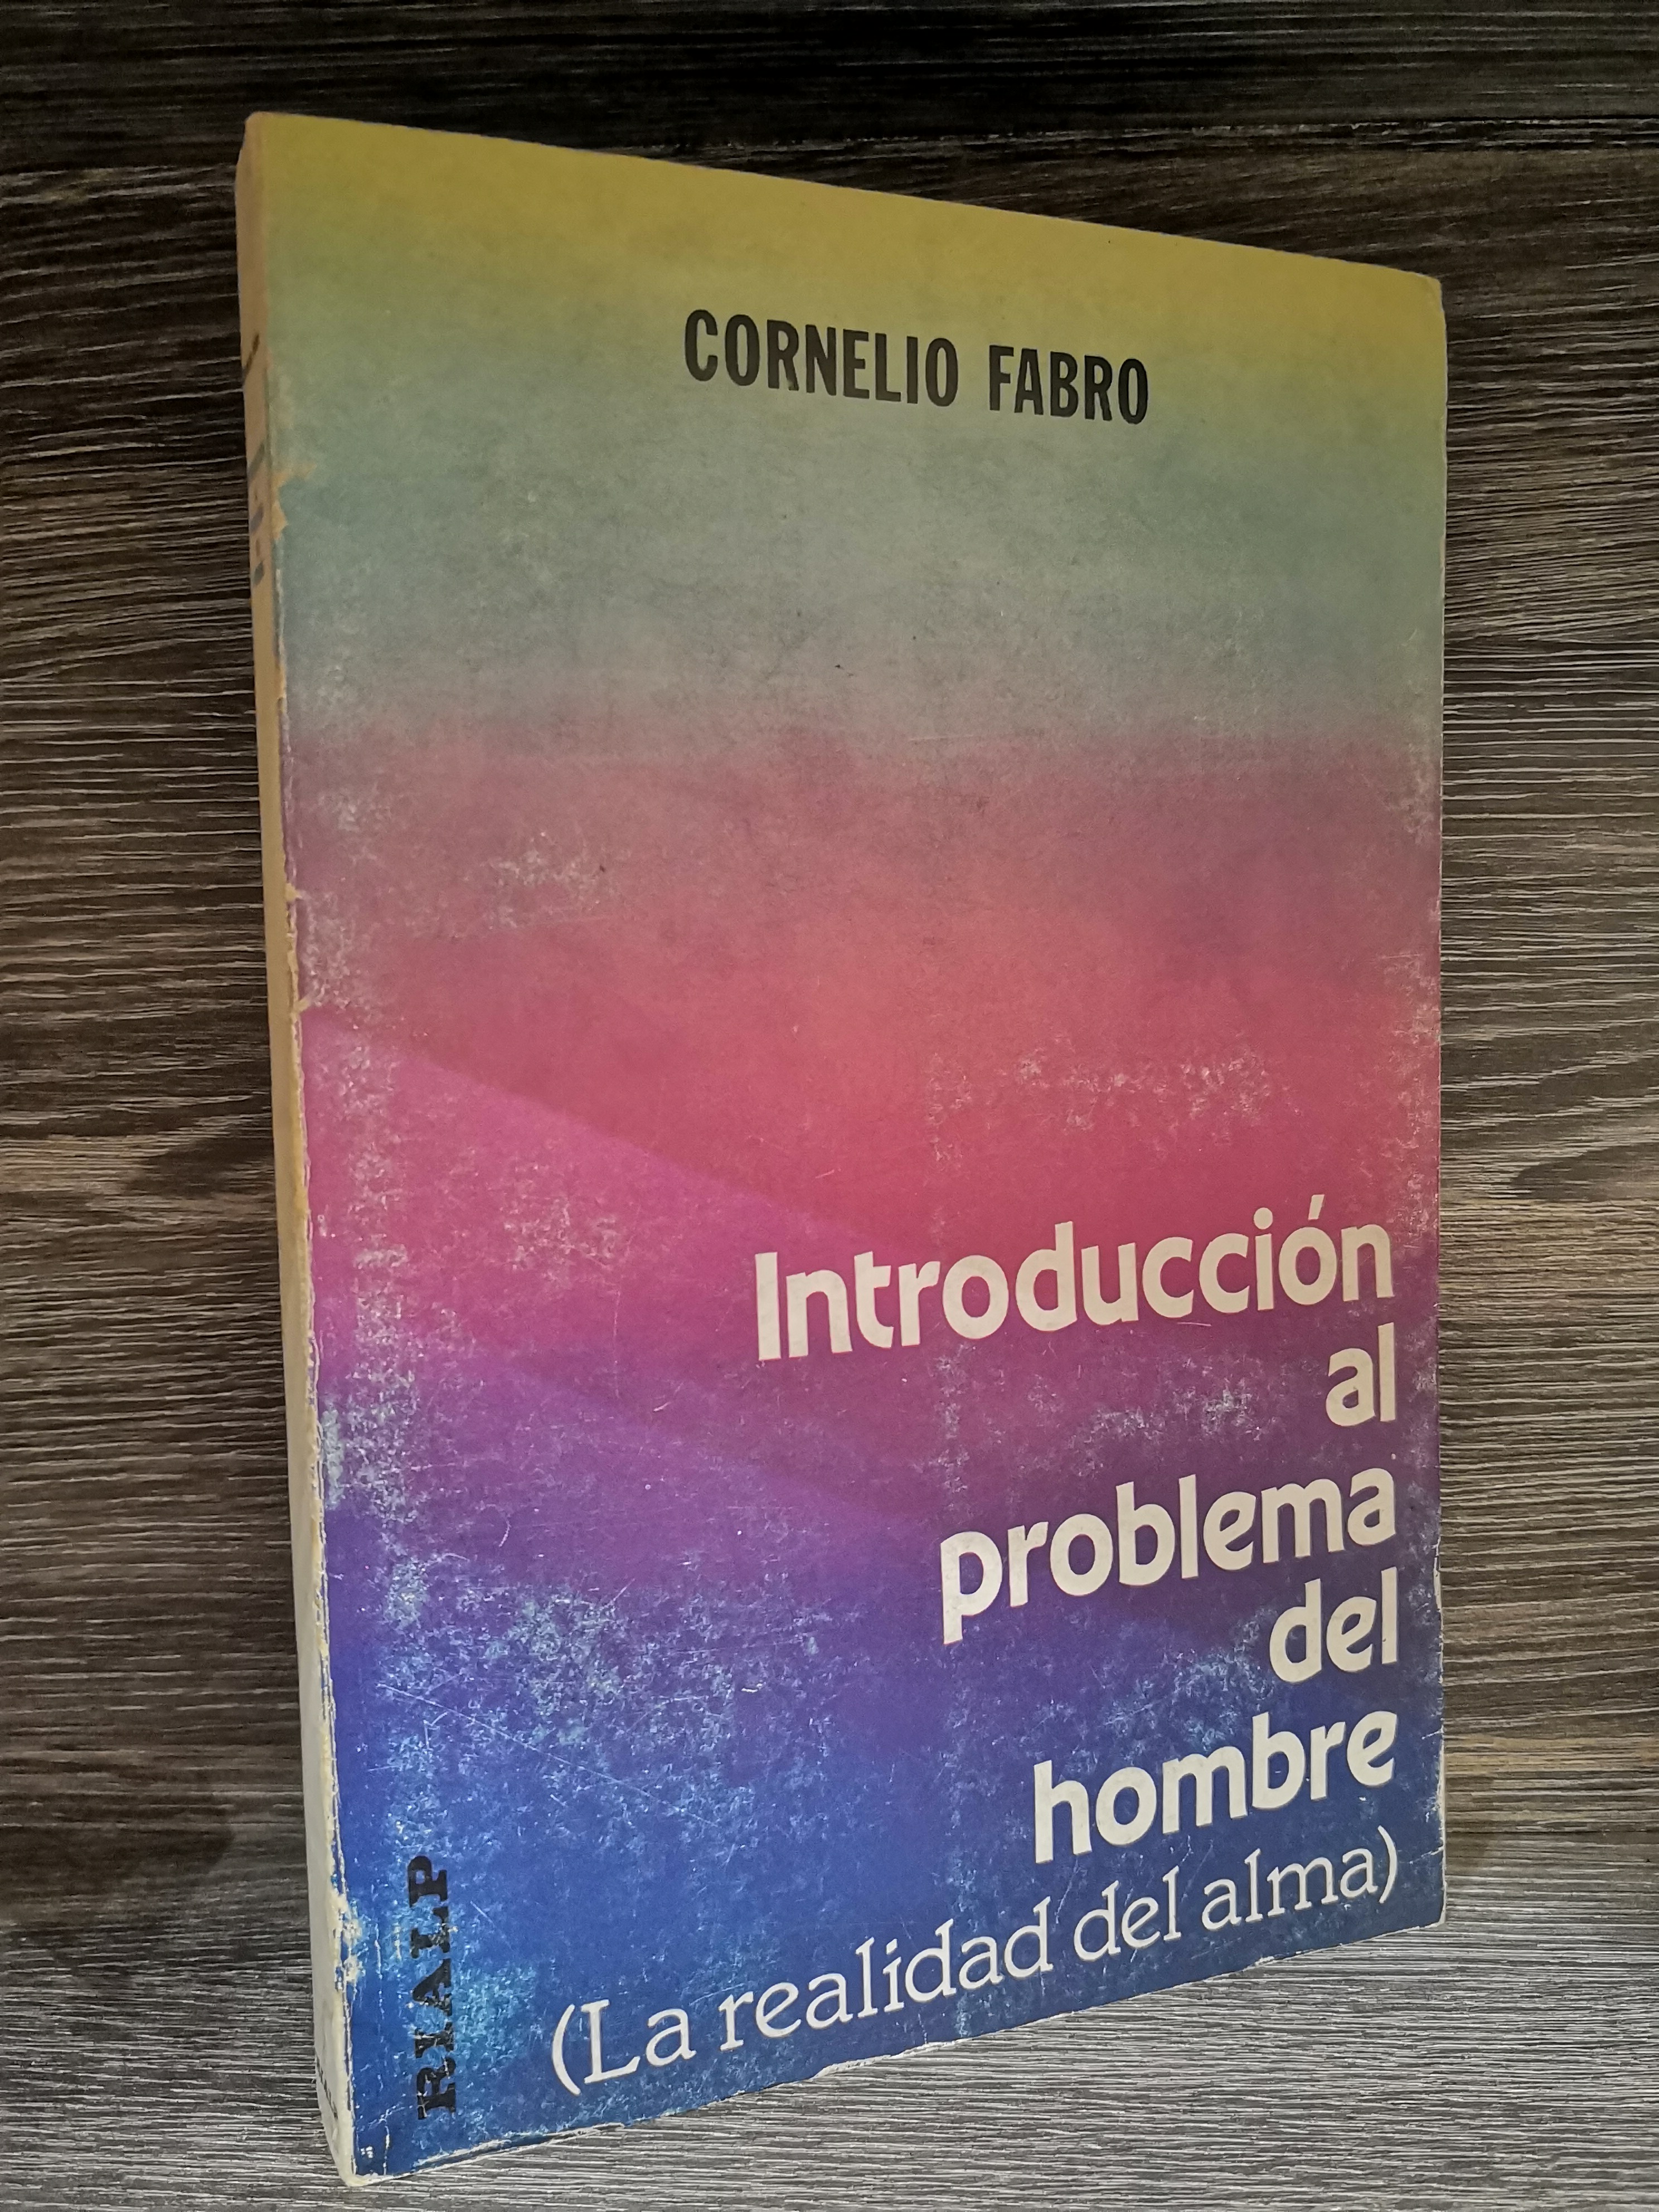 CORNELIO FABRO
Introducción
al
problema
del
hombre
(La realidad del alma)
RIALP